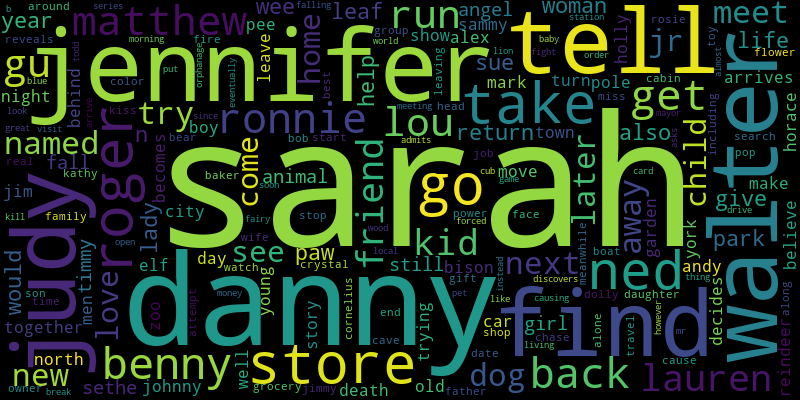 sarah
jennifer
danny
tell
walter
judy
roger
find
take
store
go
get
matthew
run
lou
ronnie
ned
back
lauren
benny
kid
friend
meet
new
named
gu
love
home
try
see
come
next
later
away
child
dog
help
jr
year
night
leaf
wee
woman
angel
sammy
pee
show
alex
sue
mark
turn
pole
holly
toy
life
arrives
flower
rosie
baby
lion
station
order
fight
falling
series
b
reveals
blue
look
great
visit
real
fall
jim
kathy
kill
behind
todd
morning
put
fire
color
orphanage
eventually
leave
world
group
leaving
best
meeting
head
return
town
cabin
miss
also
including
search
pop
horace
give
make
believe
mayor
asks
almost
arrive
kiss
since
boy
n
becomes
bear
baker
soon
bob
start
animal
admits
job
cub
game
move
card
garden
york
park
drive
city
lady
fairy
stop
power
face
forced
family
open
wife
day
watch
paw
still
bison
boat
meanwhile
andy
thing
would
elf
zoo
attempt
young
crystal
wood
local
gift
pet
instead
like
causing
dolly
daughter
decides
however
mr
along
reindeer
son
time
men
timmy
money
story
cornelius
end
trying
car
shop
girl
discovers
living
alone
travel
together
north
well
cave
date
chase
cause
owner
break
sethe
johnny
grocery
jimmy
death
old
father